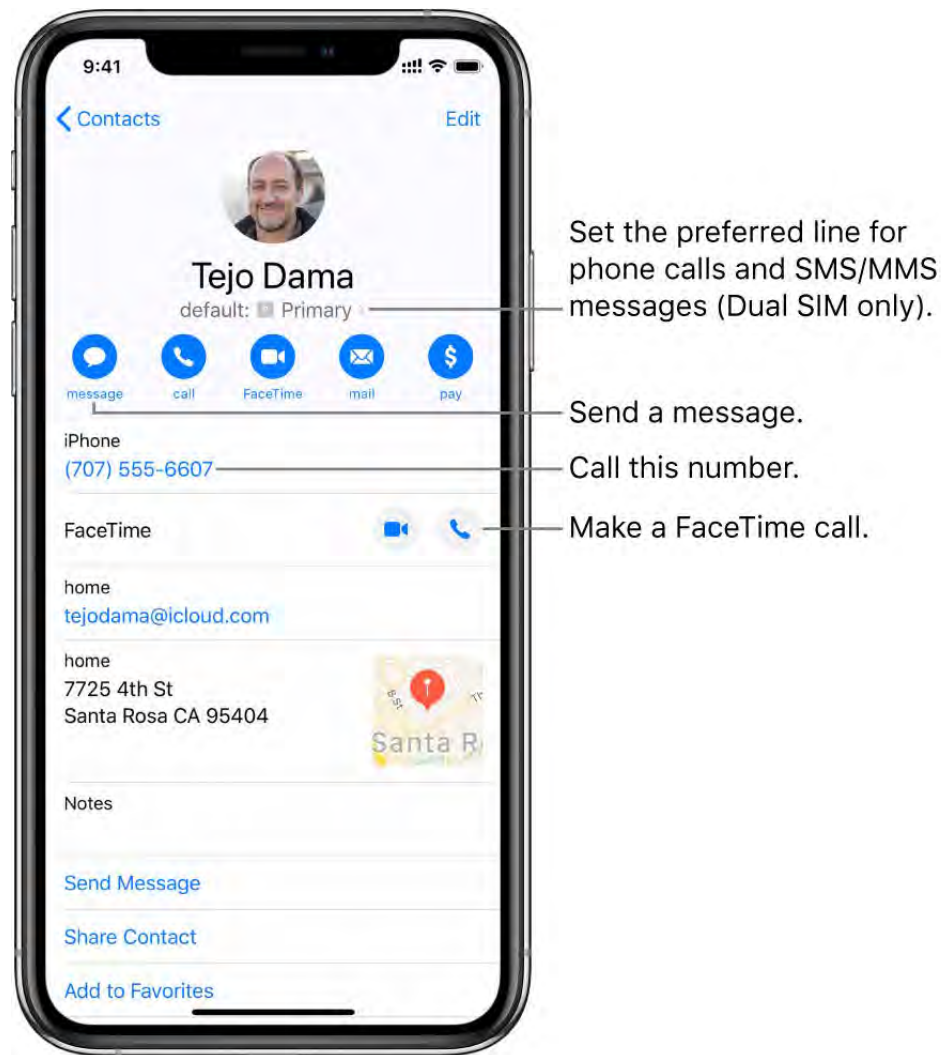 9:41
Contacts
Edit
Tejo Dama
default: P Primary
message
call
FaceTime
mail
pay
iPhone
(707) 555-6607
FaceTime
home
tejodama@icloud.com
home
7725 4th St
Santa Rosa CA 95404
B St
Th
Santa R
Notes
Send Message
Share Contact
Add to Favorites
Set the preferred line for
phone calls and SMS/MMS
messages (Dual SIM only).
Send a message.
Call this number.
Make a FaceTime call.